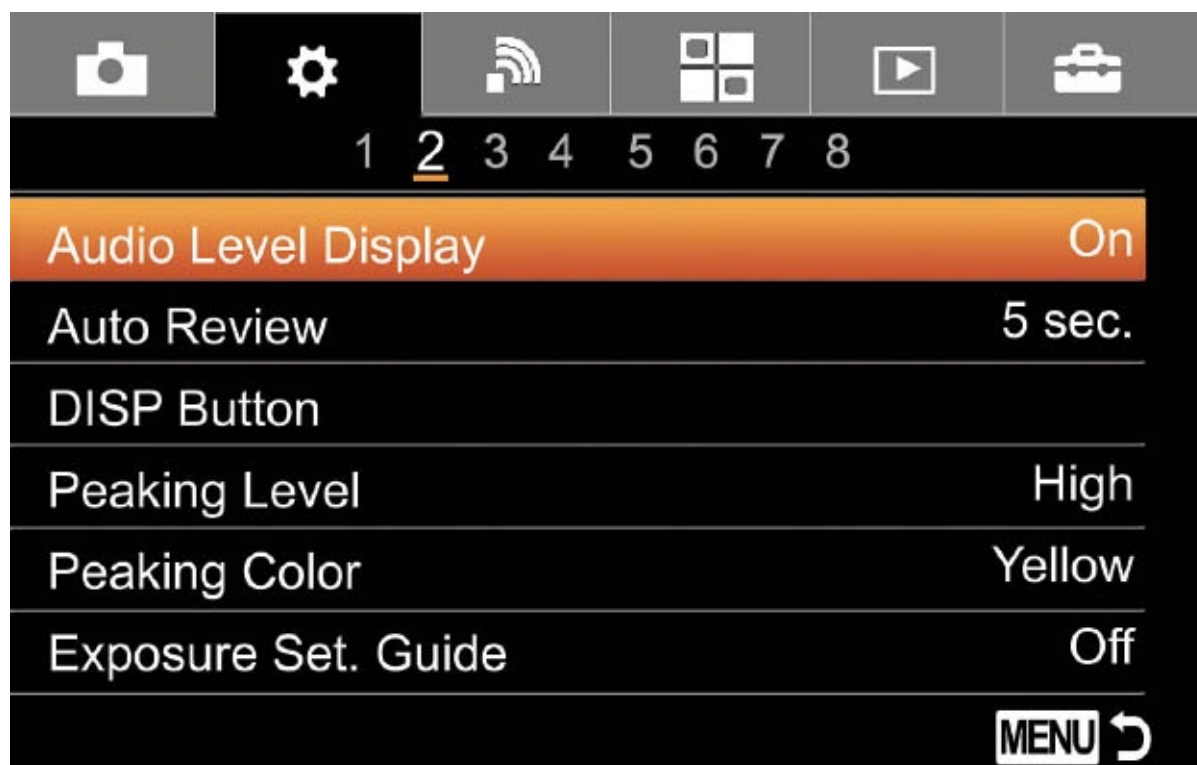 1 2 3 4 5 6 7 8
Audio Level Display On
Auto Review 5 sec.
DISP Button
Peaking Level High
Peaking Color Yellow
Exposure Set. Guide Off
MENU